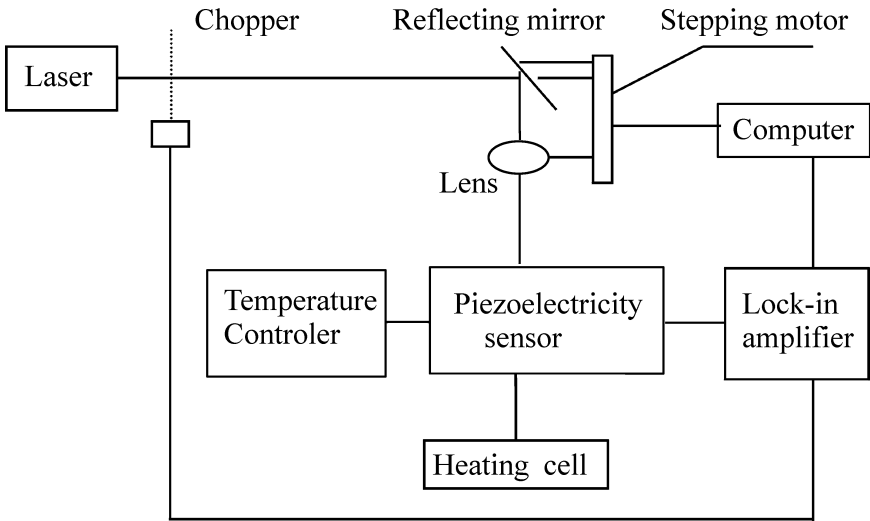 Chopper
Reflecting mirror
Stepping motor
Laser
Computer
Lens
Temperature
Controler
Piezoelectricity
sensor
Lock-in
amplifier
Heating cell